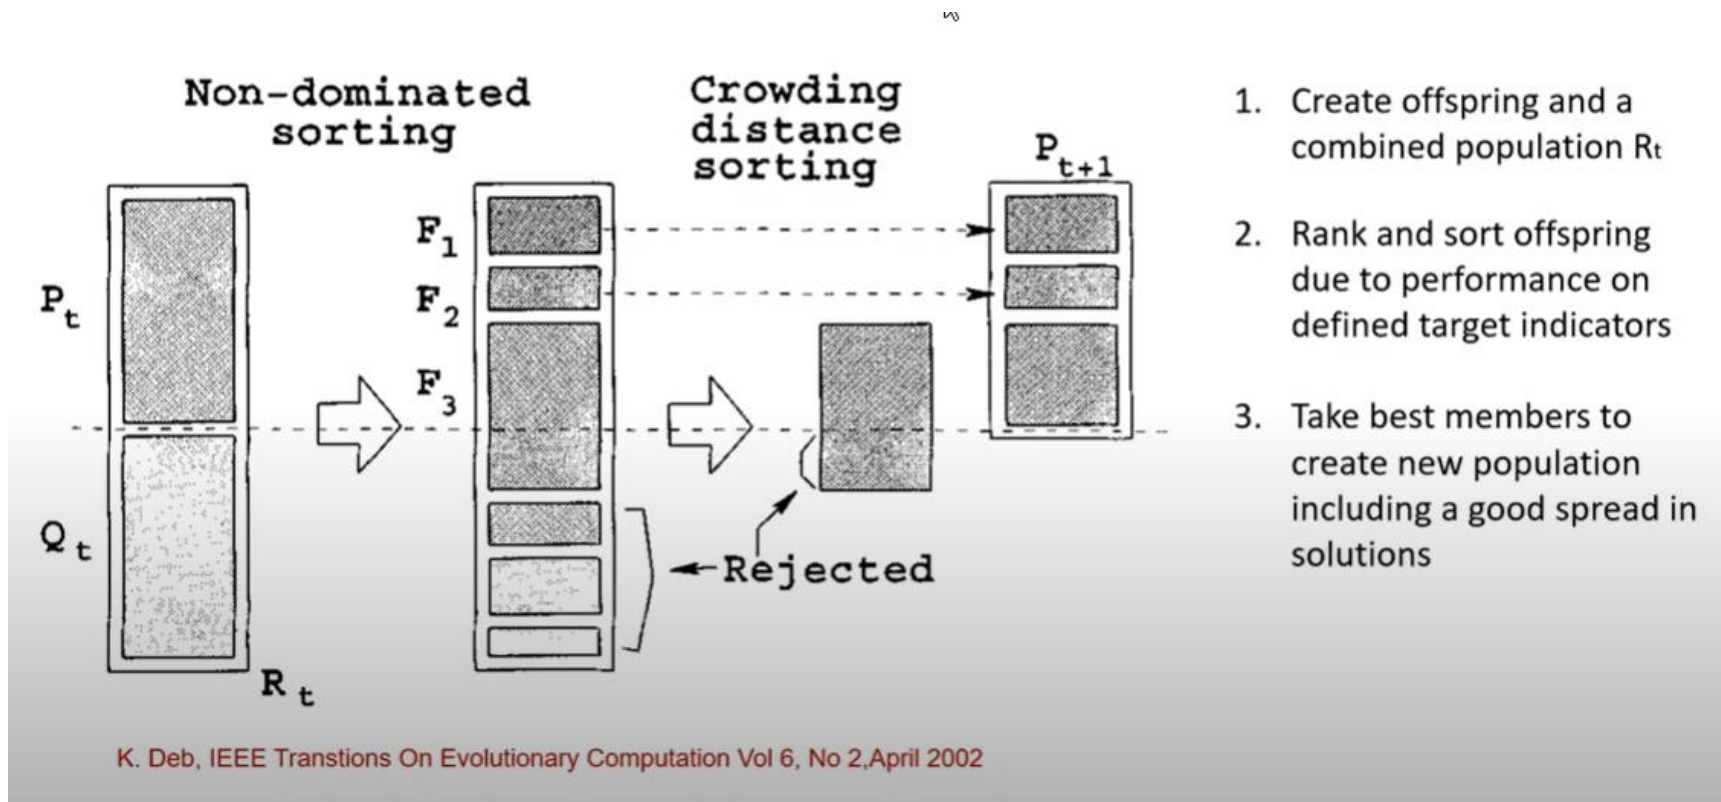 Non-dominated
sorting
Crowding
distance
sorting
P t+1
P t
F 1
F 2
F 3
Q t
Rejected
R t
1. Create offspring and a
combined population Rt
2. Rank and sort offspring
due to performance on
defined target indicators
3. Take best members to
create new population
including a good spread in
solutions
K. Deb, IEEE Transtions On Evolutionary Computation Vol 6, No 2,April 2002